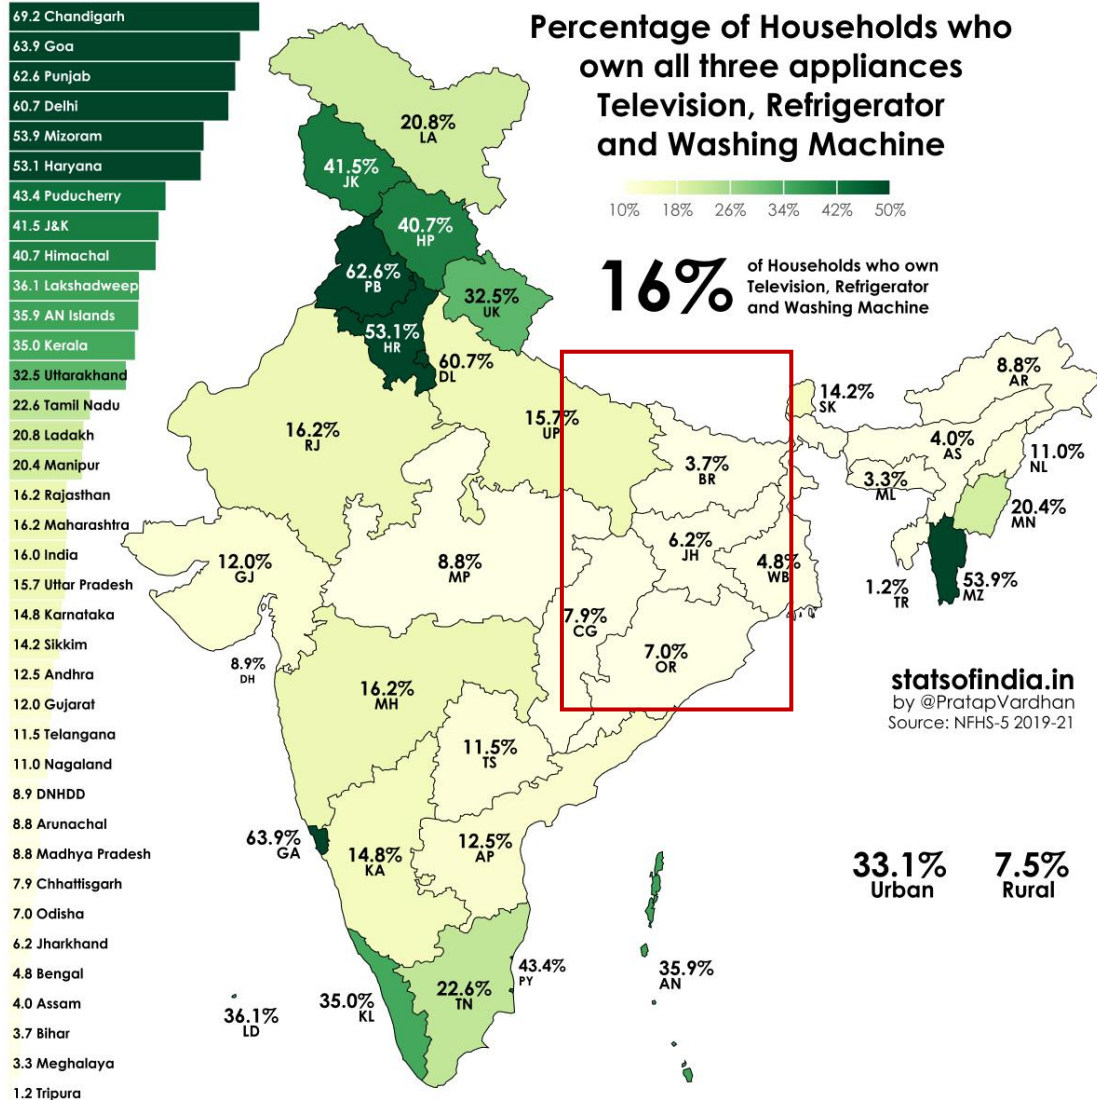 69.2 Chandigarh
63.9 Goa
62.6 Punjab
60.7 Delhi
53.9 Mizoram
53.1 Haryana
43.4 Puducherry
41.5 J&K
40.7 Himachal
36.1 Lakshadweep
35.9 AN Islands
35.0 Kerala
32.5 Uttarakhand
22.6 Tamil Nadu
20.8 Ladakh
20.4 Manipur
16.2 Rajasthan
16.2 Maharashtra
16.0 India
15.7 Uttar Pradesh
14.8 Karnataka
14.2 Sikkim
12.5 Andhra
12.0 Gujarat
11.5 Telangana
11.0 Nagaland
8.9 DNHDD
8.8 Arunachal
8.8 Madhya Pradesh
7.9 Chhattisgarh
7.0 Odisha
6.2 Jharkhand
4.8 Bengal
4.0 Assam
3.7 Bihar
3.3 Meghalaya
1.2 Tripura
Percentage of Households who
own all three appliances
Television, Refrigerator
and Washing Machine
10% 18% 26% 34% 42% 50%
16%
of Households who own
Television, Refrigerator
and Washing Machine
20.8%
LA
41.5%
JK
40.7%
HP
62.6%
PB
32.5%
UK
53.1%
HR
60.7%
DL
16.2%
RJ
15.7%
UP
14.2%
SK
8.8%
AR
4.0%
AS
11.0%
NL
3.3%
ML
20.4%
MN
1.2%
TR
53.9%
MZ
3.7%
BR
6.2%
JH
4.8%
WB
12.0%
GJ
8.8%
MP
7.9%
CG
7.0%
OR
8.9%
DH
16.2%
MH
11.5%
TS
63.9%
GA
14.8%
KA
12.5%
AP
43.4%
PY
22.6%
TN
35.0%
KL
36.1%
LD
35.9%
AN
statsofindia.in
by @PratapVardhan
Source: NFHS-5 2019-21
33.1%
Urban
7.5%
Rural